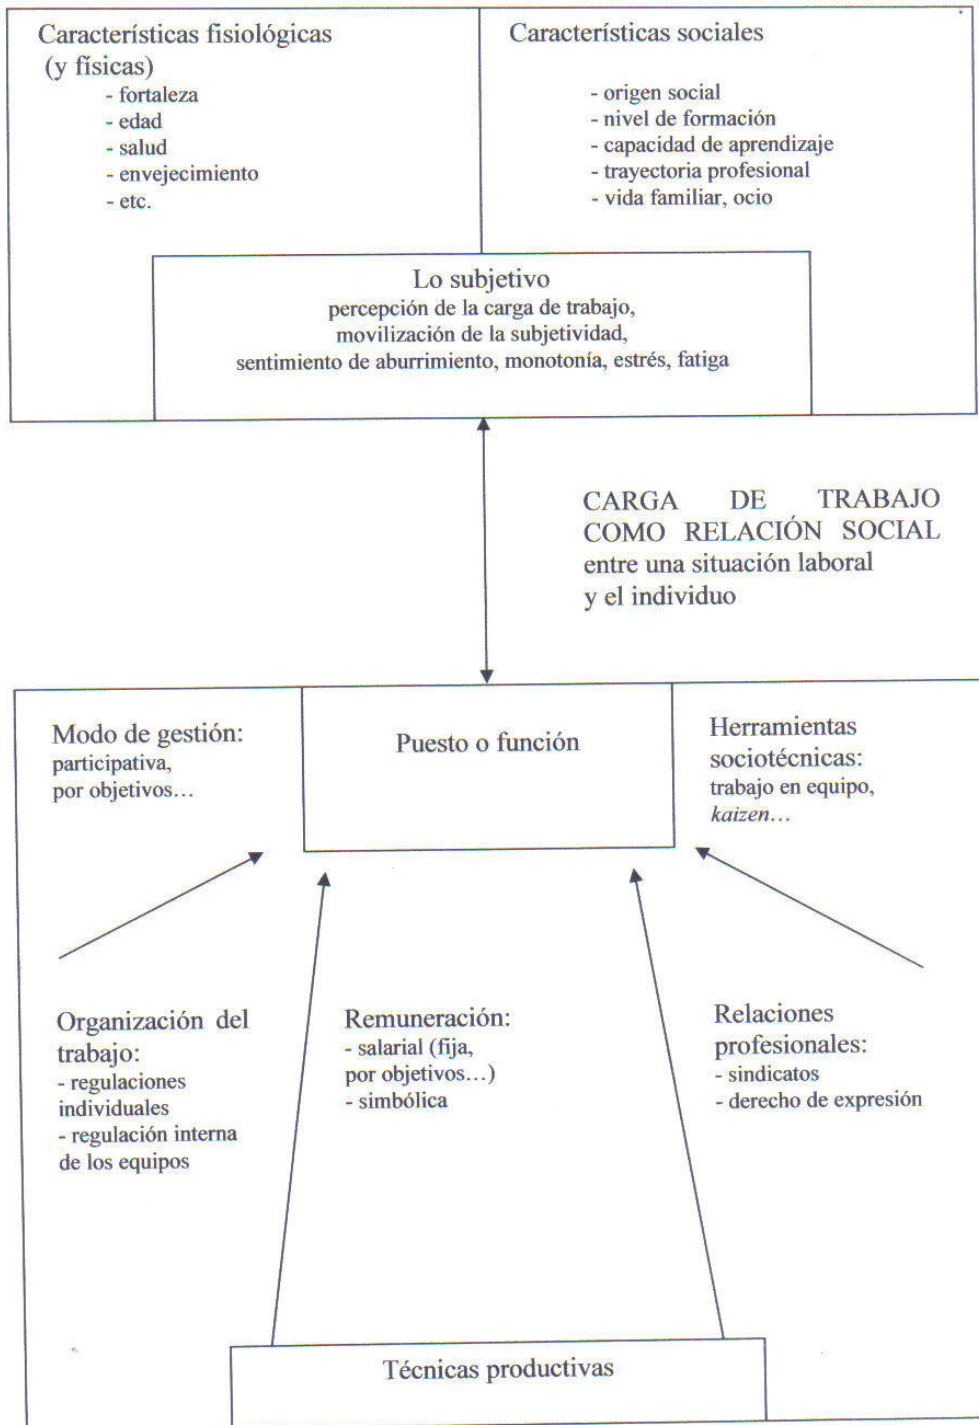 Características fisiológicas
(y físicas)
- fortaleza
- edad
- salud
- envejecimiento
- etc.
Características sociales
- origen social
- nivel de formación
- capacidad de aprendizaje
- trayectoria profesional
- vida familiar, ocio
Lo subjetivo
percepción de la carga de trabajo,
movilización de la subjetividad,
sentimiento de aburrimiento, monotonía, estrés, fatiga
CARGA DE TRABAJO
COMO RELACIÓN SOCIAL
entre una situación laboral
y el individuo
Modo de gestión:
participativa,
por objetivos…
Puesto o función
Herramientas
sociotécnicas:
trabajo en equipo,
kaizen…
Organización del
trabajo:
- regulaciones
individuales
- regulación interna
de los equipos
Remuneración:
- salarial (fija,
por objetivos…)
- simbólica
Relaciones
profesionales:
- sindicatos
- derecho de expresión
Técnicas productivas